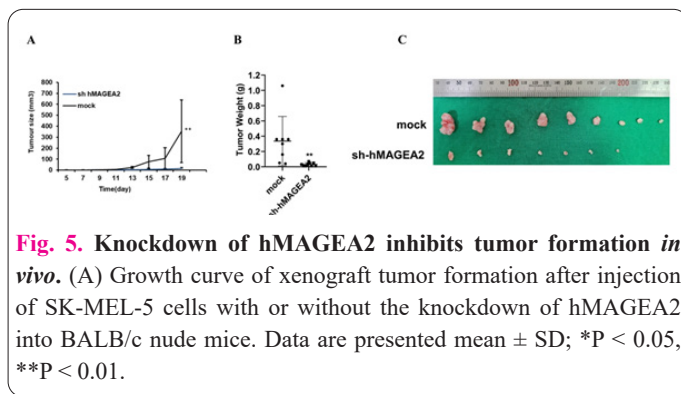 A
B
C
sh hMAGEA2
mock
Tumour size (mm3)
800
700
600
500
400
300
200
100
0
5 7 9 11 13 15 17 19
Time(day)
**
Tumor Weight (g)
1.2
1.0
0.8
0.6
0.4
0.2
0.0
**
mock
sh-hMAGEA2
100
200
mock
sh-hMAGEA2
Fig. 5. Knockdown of hMAGEA2 inhibits tumor formation in
vivo. (A) Growth curve of xenograft tumor formation after injection
of SK-MEL-5 cells with or without the knockdown of hMAGEA2
into BALB/c nude mice. Data are presented mean ± SD; *P < 0.05,
**P < 0.01.